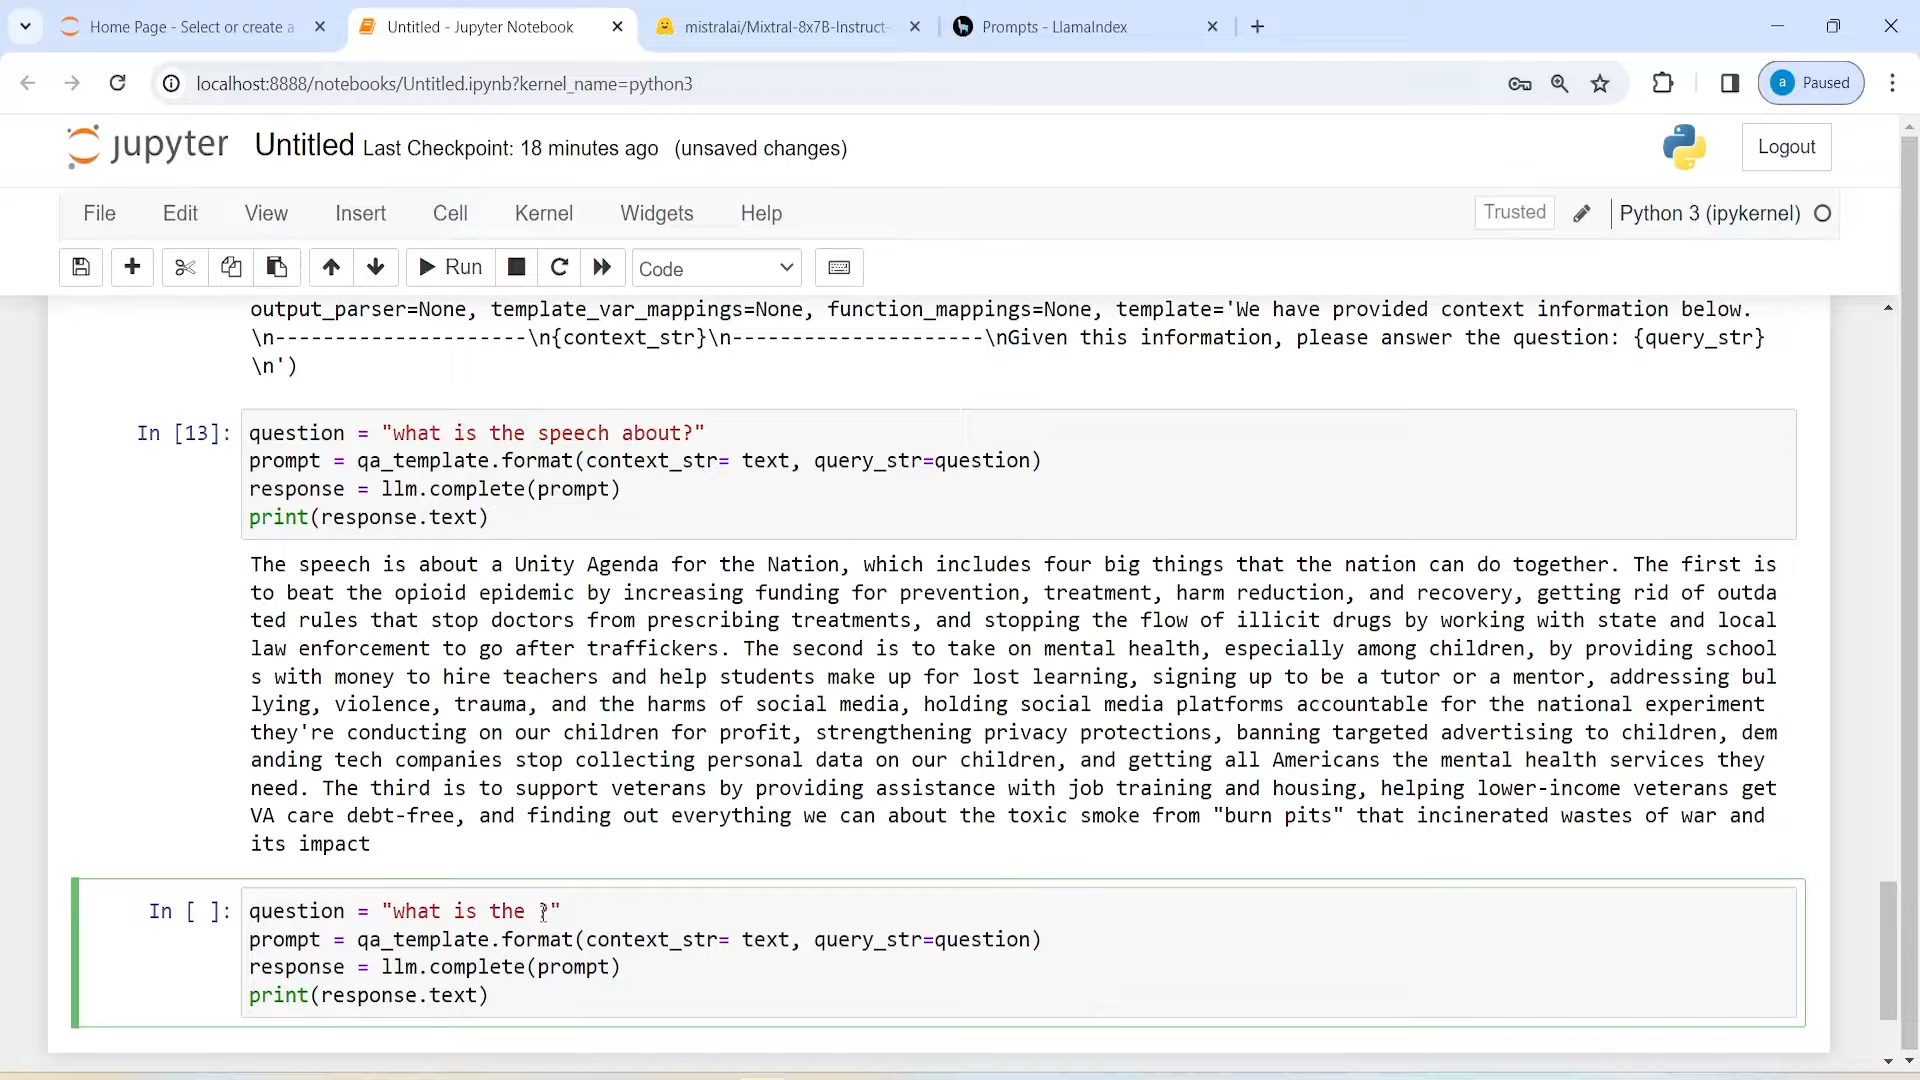 Home Page - Select or create a
Untitled - Jupyter Notebook
mistralai/Mixtral-8x7B-Instruct-
Prompts - LlamaIndex
localhost:8888/notebooks/Untitled.ipynb?kernel_name=python3
a Paused
jupyter Untitled Last Checkpoint: 18 minutes ago (unsaved changes)
Logout
File Edit View Insert Cell Kernel Widgets Help
Trusted
Python 3 (ipykernel)
Run
Code
output_parser=None, template_var_mappings=None, function_mappings=None, template='We have provided context information below.
\n---------------------\n{context_str}\n---------------------\nGiven this information, please answer the question: {query_str}
\n')
In [13]: question = "what is the speech about?"
prompt = qa_template.format(context_str= text, query_str=question)
response = llm.complete(prompt)
print(response.text)
The speech is about a Unity Agenda for the Nation, which includes four big things that the nation can do together. The first is
to beat the opioid epidemic by increasing funding for prevention, treatment, harm reduction, and recovery, getting rid of outda
ted rules that stop doctors from prescribing treatments, and stopping the flow of illicit drugs by working with state and local
law enforcement to go after traffickers. The second is to take on mental health, especially among children, by providing school
s with money to hire teachers and help students make up for lost learning, signing up to be a tutor or a mentor, addressing bul
lying, violence, trauma, and the harms of social media, holding social media platforms accountable for the national experiment
they're conducting on our children for profit, strengthening privacy protections, banning targeted advertising to children, dem
anding tech companies stop collecting personal data on our children, and getting all Americans the mental health services they
need. The third is to support veterans by providing assistance with job training and housing, helping lower-income veterans get
VA care debt-free, and finding out everything we can about the toxic smoke from "burn pits" that incinerated wastes of war and
its impact
In [ ]: question = "what is the ?"
prompt = qa_template.format(context_str= text, query_str=question)
response = llm.complete(prompt)
print(response.text)